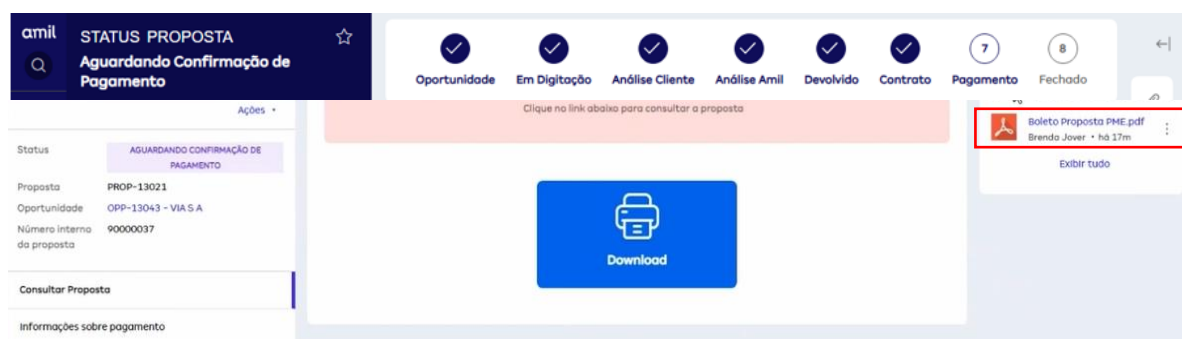 amil
STATUS PROPOSTA
Aguardando Confirmação de
Pagamento
Oportunidade
Em Digitação
Análise Cliente
Análise Amil
Devolvido
Contrato
7
Pagamento
8
Fechado
Ações
Status
AGUARDANDO CONFIRMAÇÃO DE
PAGAMENTO
Proposta
PROP-13021
Oportunidade
OPP-13043 - VIA S A
Número interno
da proposta
90000037
Consultar Proposta
Informações sobre pagamento
Clique no link abaixo para consultar a proposta
Download
Boleto Proposta PME.pdf
Brenda Jover • há 17m
Exibir tudo